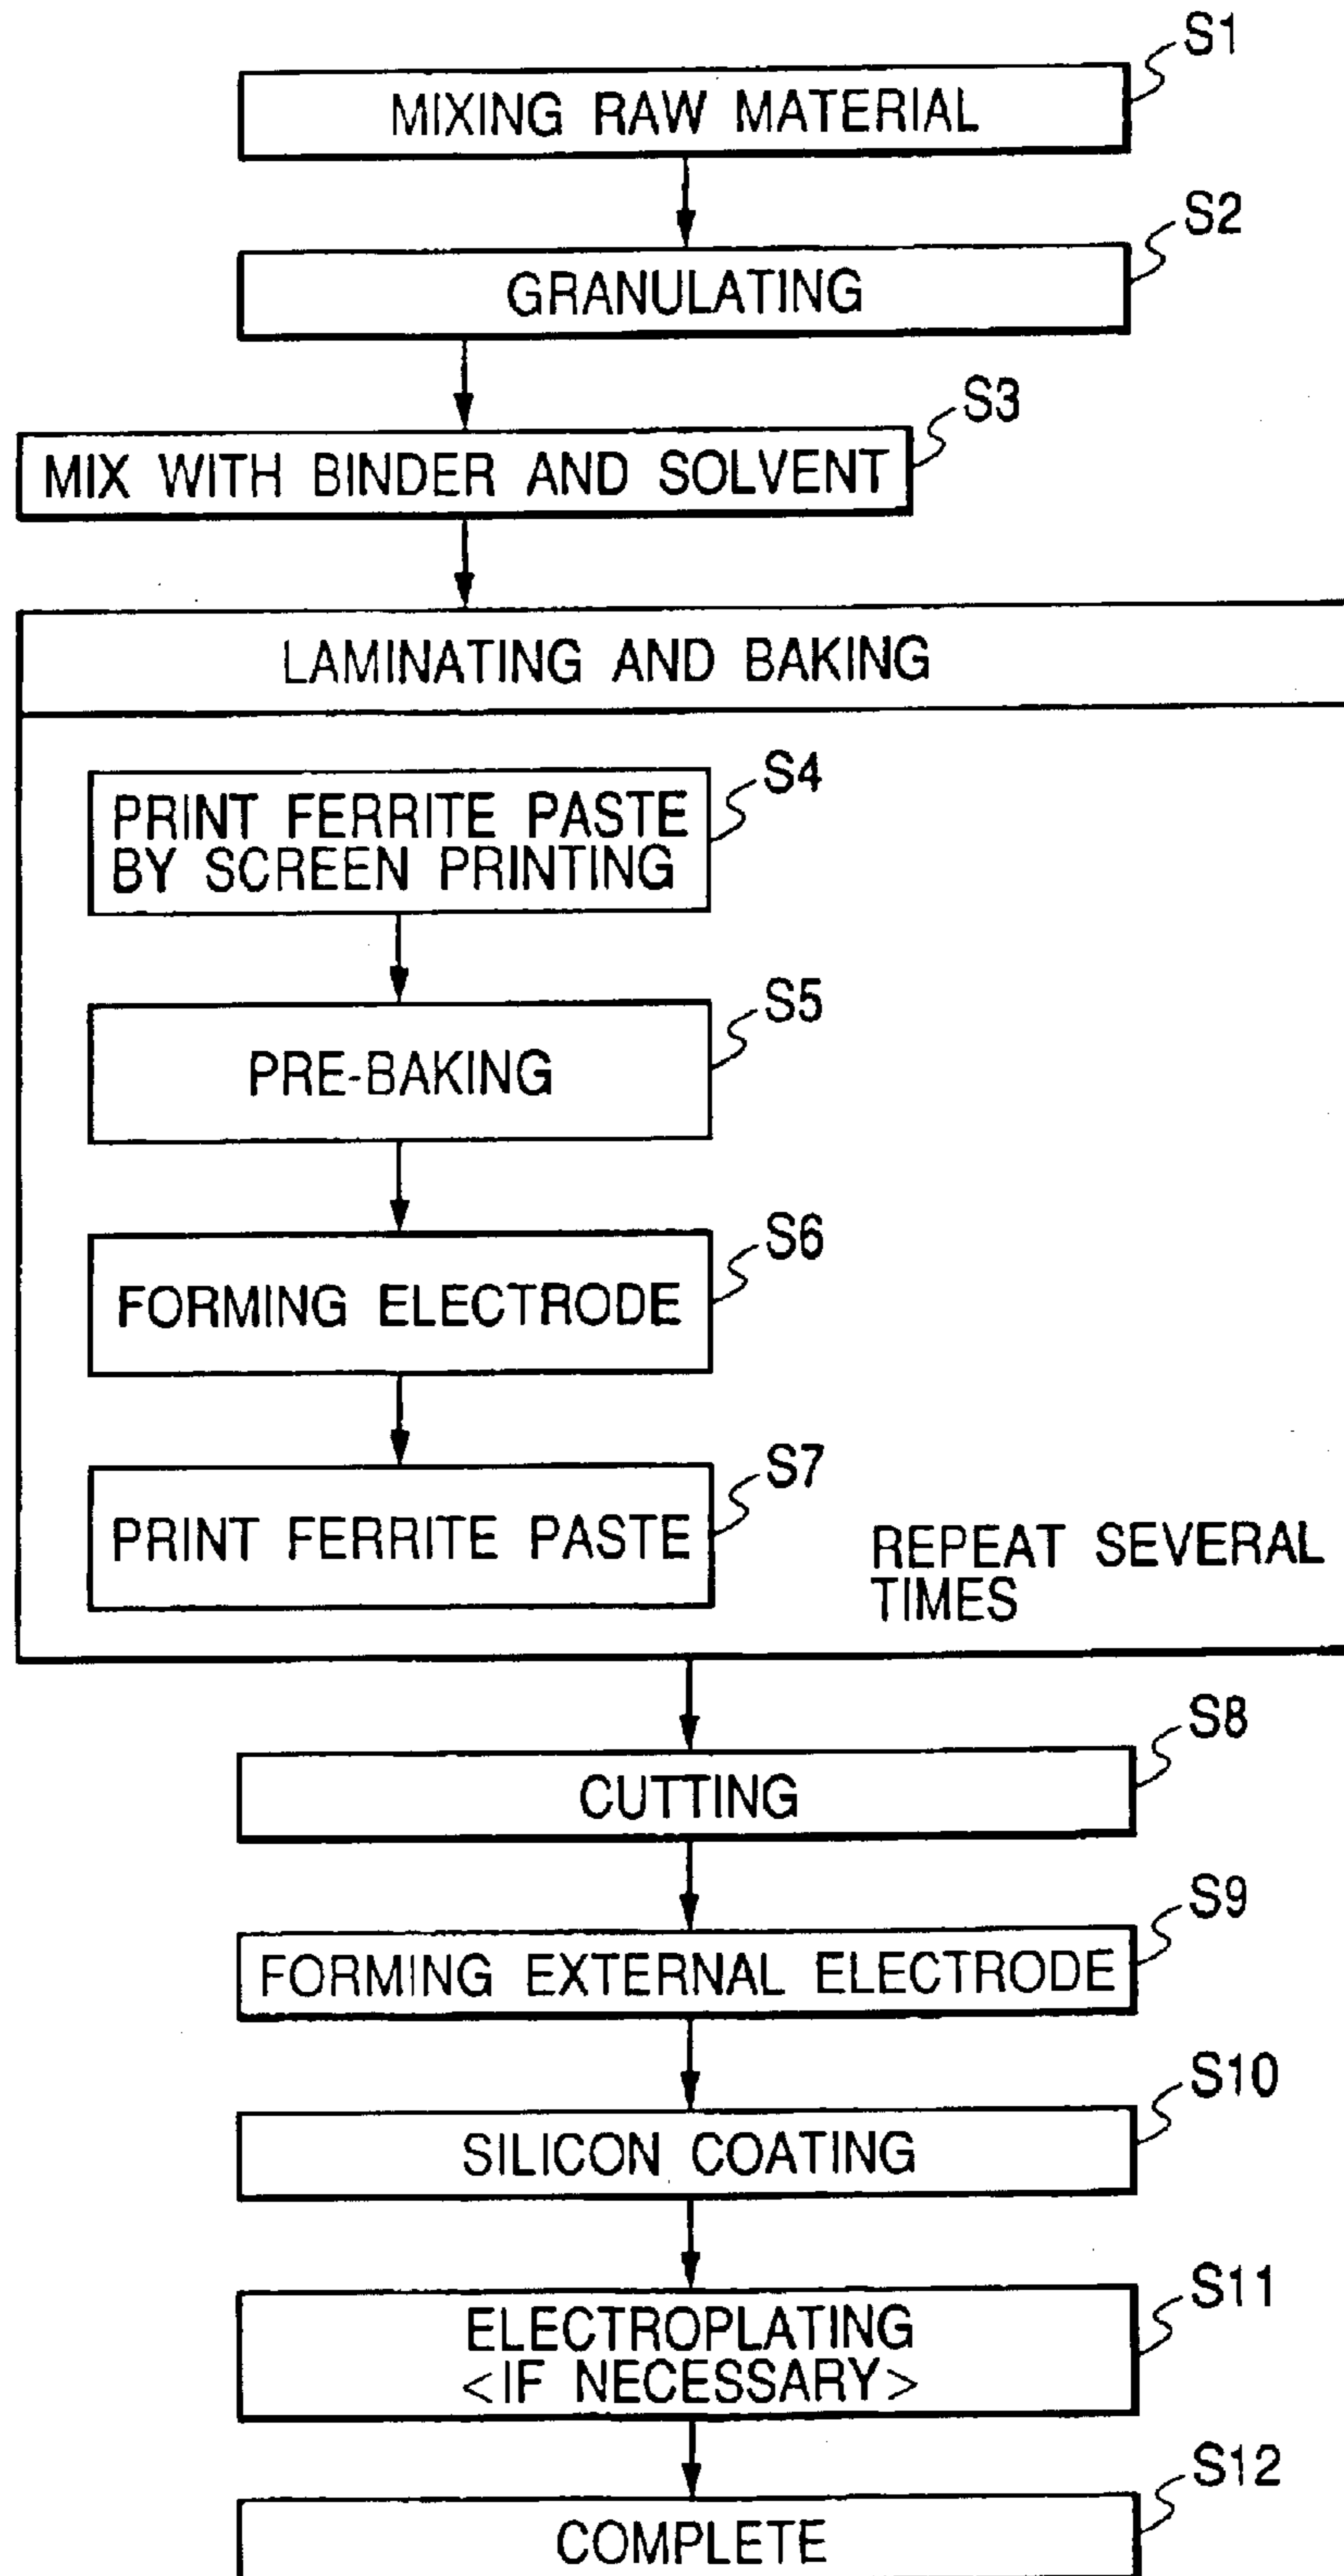 S1
MIXING RAW MATERIAL
S2
GRANULATING
S3
MIX WITH BINDER AND SOLVENT
LAMINATING AND BAKING
S4
PRINT FERRITE PASTE
BY SCREEN PRINTING
S5
PRE-BAKING
S6
FORMING ELECTRODE
S7
PRINT FERRITE PASTE
REPEAT SEVERAL
TIMES
S8
CUTTING
S9
FORMING EXTERNAL ELECTRODE
S10
SILICON COATING
S11
ELECTROPLATING
<IF NECESSARY>
S12
COMPLETE